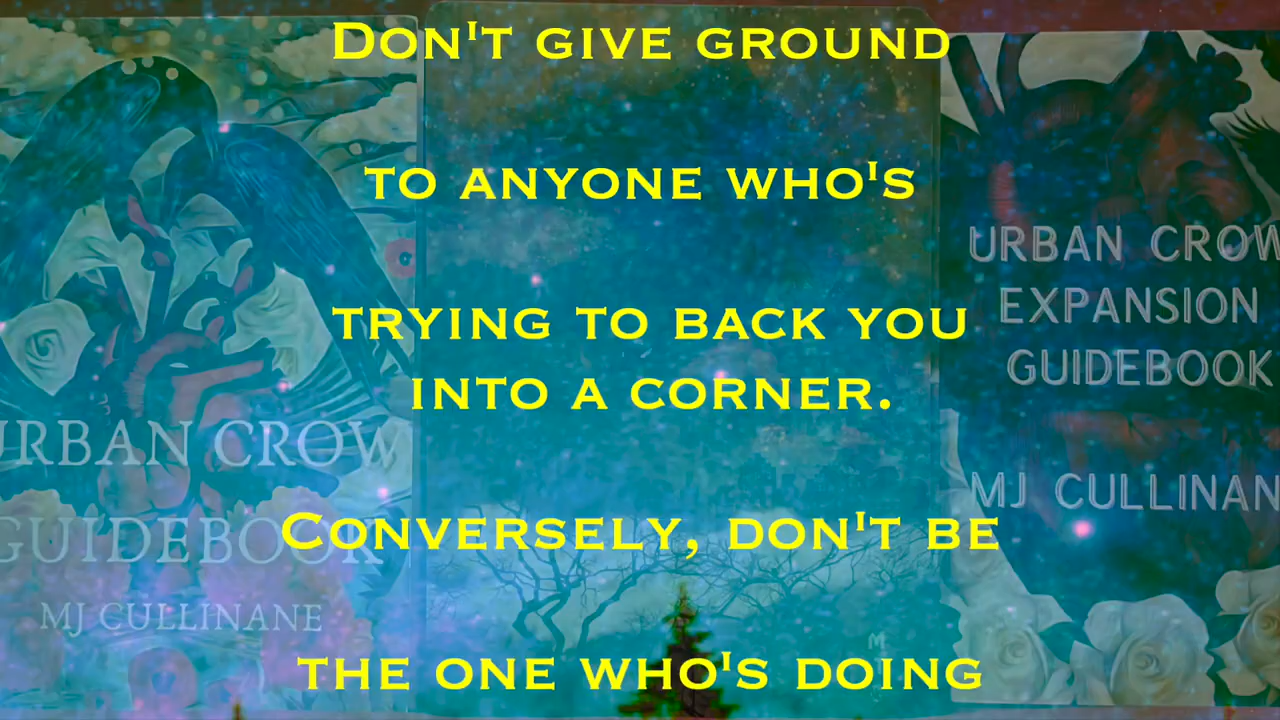 Don't give ground
to anyone who's
trying to back you
into a corner.
Conversely, don't be
the one who's doing
URBAN CROW
GUIDEBOOK
MJ CULLINANE
URBAN CROW
EXPANSION
GUIDEBOOK
MJ CULLINAN
M